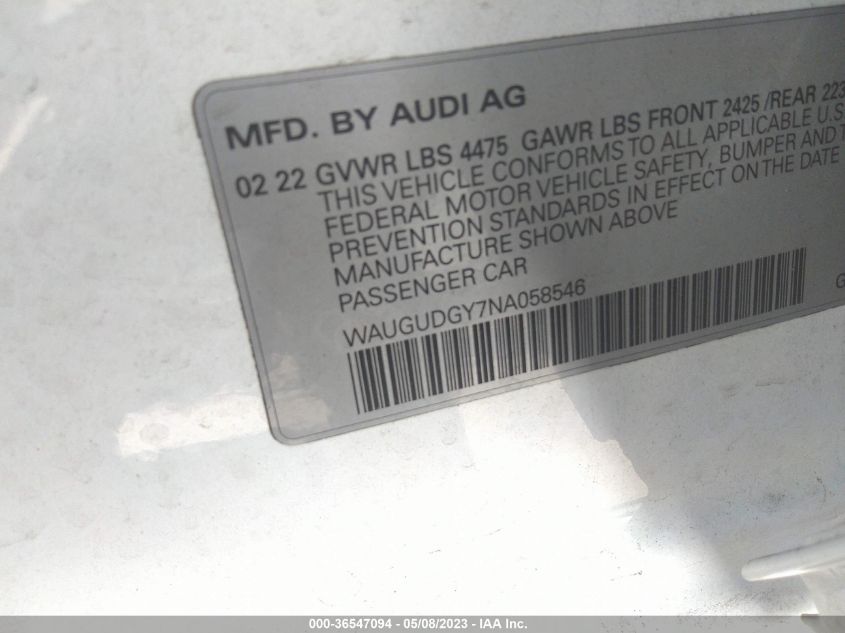 MFD. BY AUDI AG
02 22 GVWR LBS 4475 GAWR LBS FRONT 2425 /REAR 223
THIS VEHICLE CONFORMS TO ALL APPLICABLE U.S
FEDERAL MOTOR VEHICLE SAFETY, BUMPER AND T
PREVENTION STANDARDS IN EFFECT ON THE DATE
MANUFACTURE SHOWN ABOVE
PASSENGER CAR
WAUGUDGY7NA058546
G
000-36547094 - 05/08/2023 - IAA Inc.